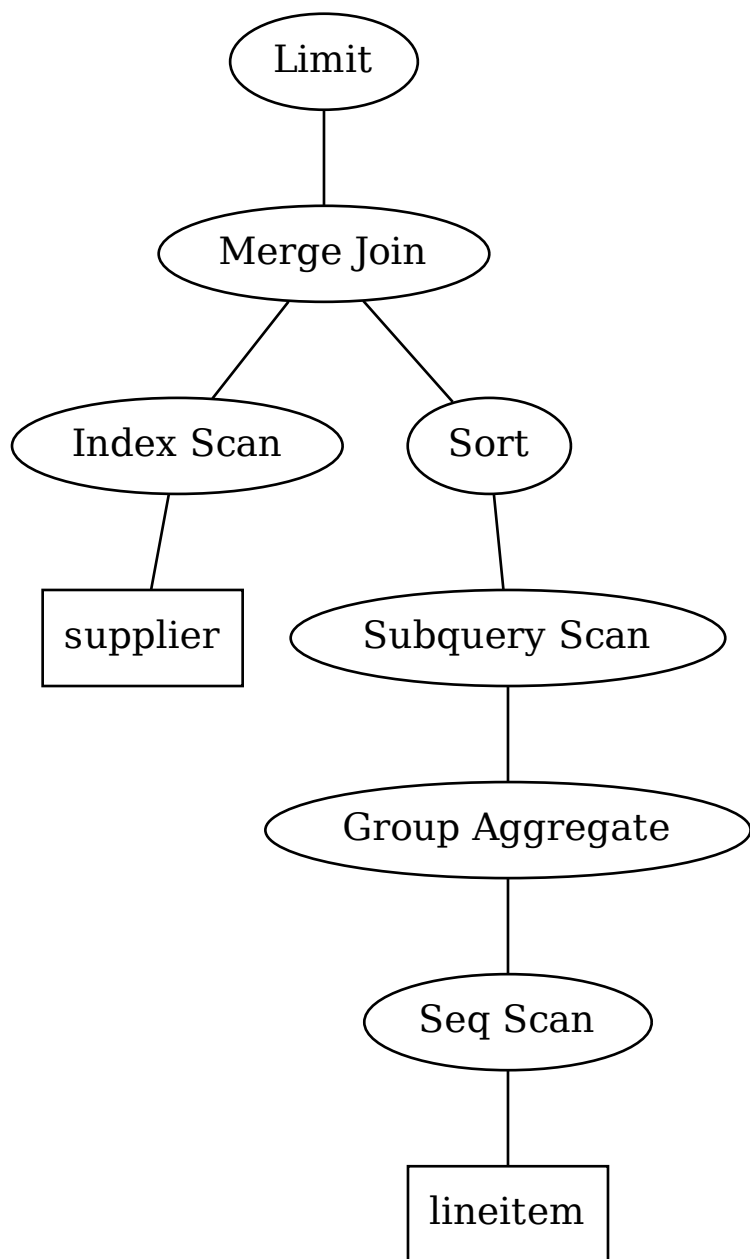 Limit
Merge Join
Index Scan
Sort
supplier
Subquery Scan
Group Aggregate
Seq Scan
lineitem